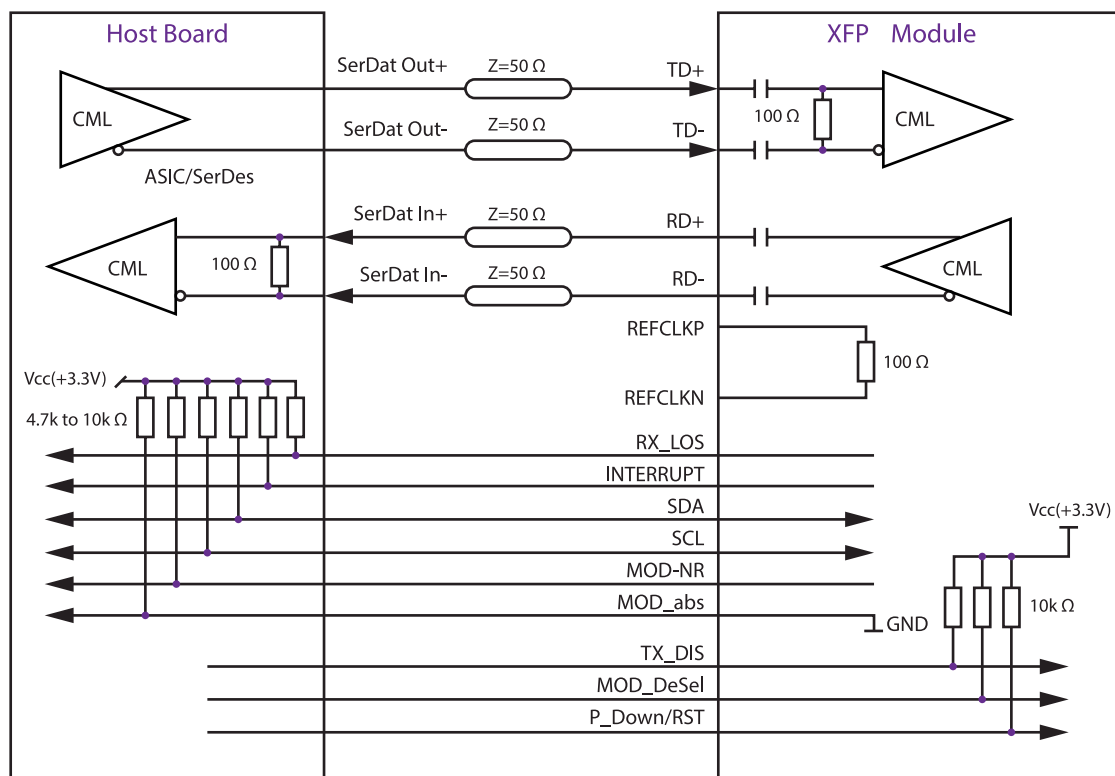 Host Board
XFP Module
SerDat Out+
Z=50 Ω
TD+
CML
100 Ω
CML
SerDat Out-
Z=50 Ω
TD-
ASIC/SerDes
SerDat In+
Z=50 Ω
RD+
CML
100 Ω
SerDat In-
Z=50 Ω
RD-
CML
REFCLKP
100 Ω
REFCLKN
Vcc(+3.3V)
4.7k to 10k Ω
RX_LOS
INTERRUPT
SDA
SCL
MOD-NR
MOD_abs
GND
Vcc(+3.3V)
10k Ω
TX_DIS
MOD_DeSel
P_Down/RST